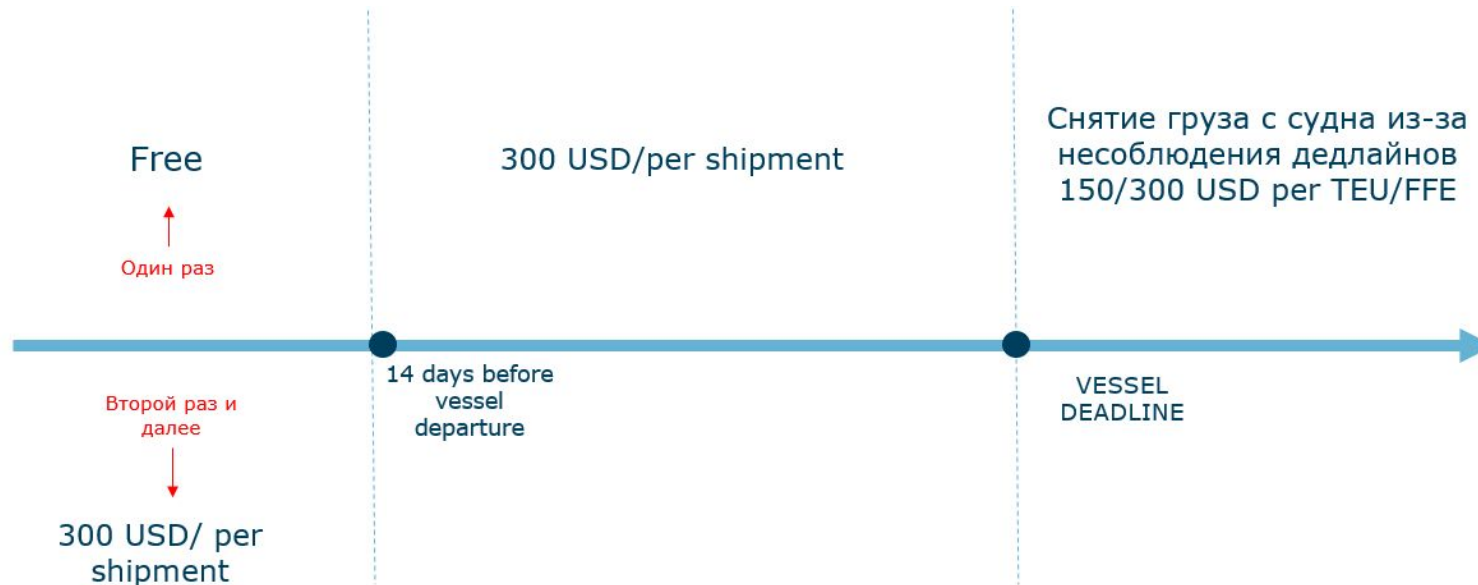 Free
300 USD/per shipment
Снятие груза с судна из-за
несоблюдения дедлайнов
150/300 USD per TEU/FFE
Один раз
14 days before
vessel
departure
VESSEL
DEADLINE
Второй раз и
далее
300 USD/ per
shipment